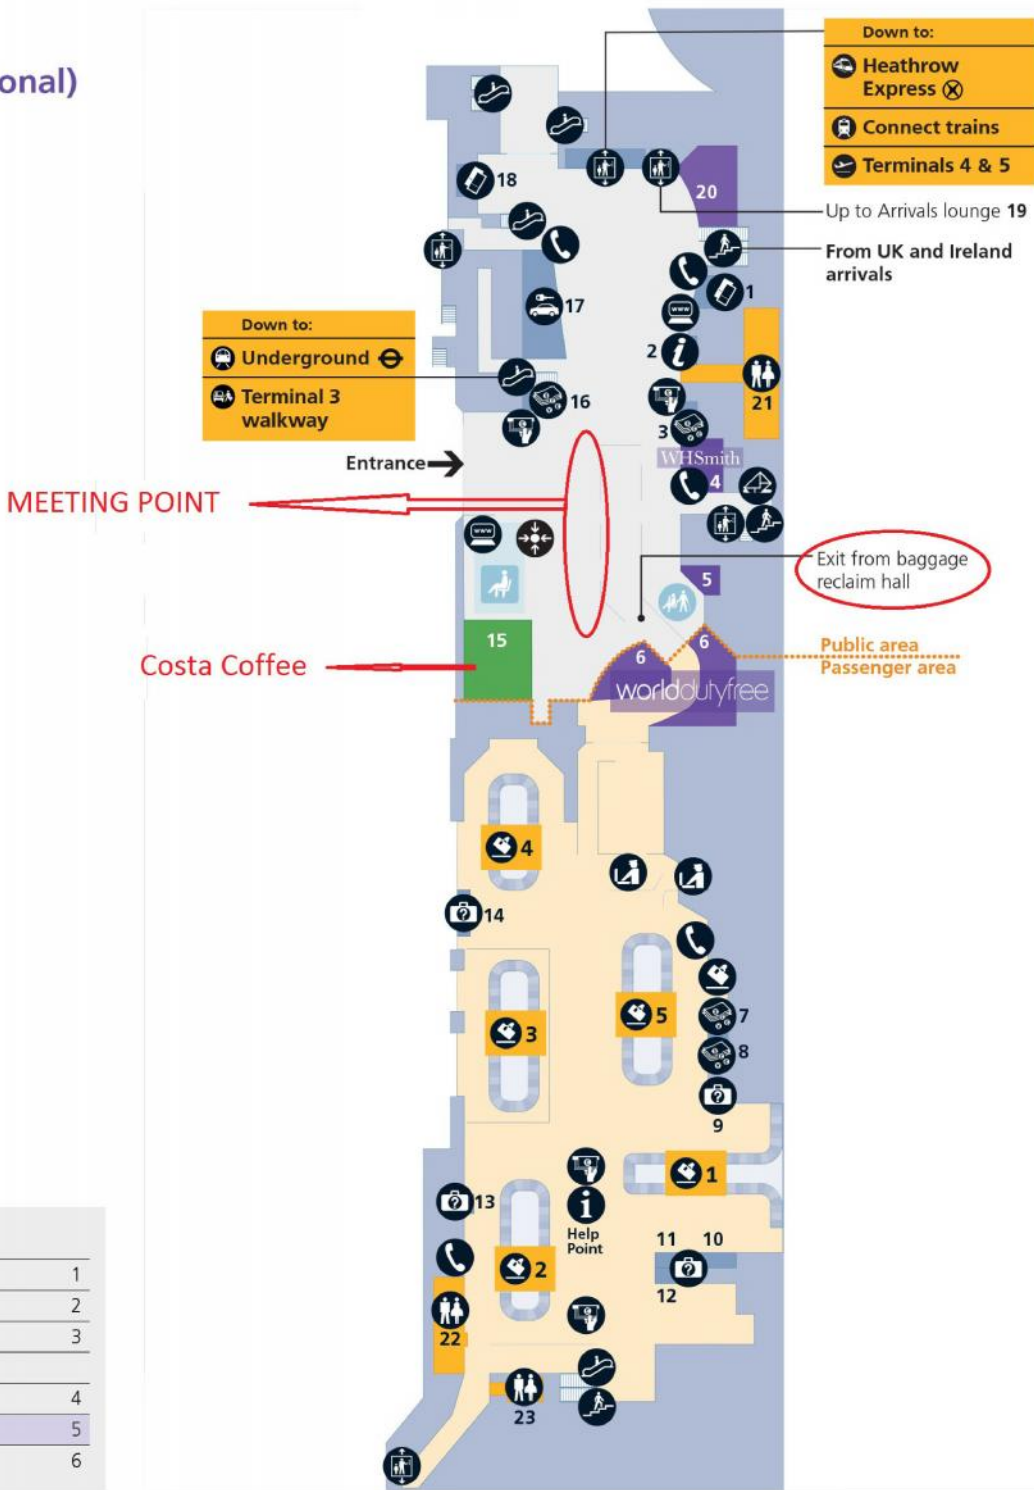 onal)
Down to:
Heathrow
Express
Connect trains
Terminals 4 & 5
18
20
Up to Arrivals lounge 19
From UK and Ireland
arrivals
1
17
Down to:
Underground
Terminal 3
walkway
www
2
i
16
21
3
WHSmith
4
Entrance
MEETING POINT
www
Exit from baggage
reclaim hall
5
15
6
6
Public area
Passenger area
Costa Coffee
worlddutyfree
4
14
3
5
7
8
9
1
13
i
Help
Point
11 10
12
2
22
23
1
2
3
4
5
6